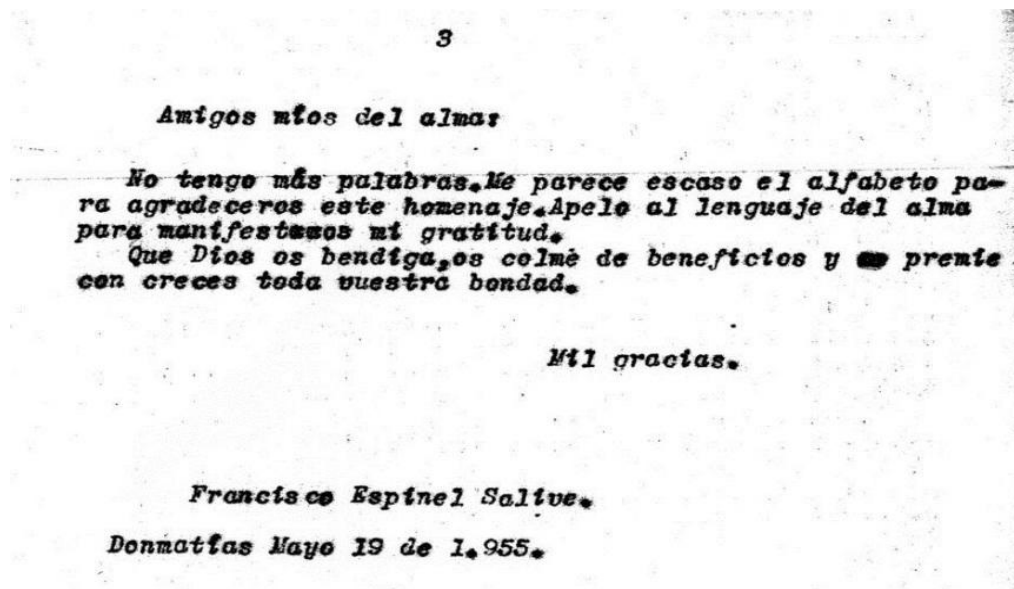 3
Amigos míos del alma:
No tengo más palabras.Me parece escaso el alfabeto pa-
ra agradeceros este homenaje.Apelo al lenguaje del alma
para mi gratitud.
Que Dios os bendiga,os colme de beneficios y premie
con creces toda vuestra bondad.
Mil gracias.
Francisco Espinel Salive.
Donmatías Mayo 19 de 1.955.